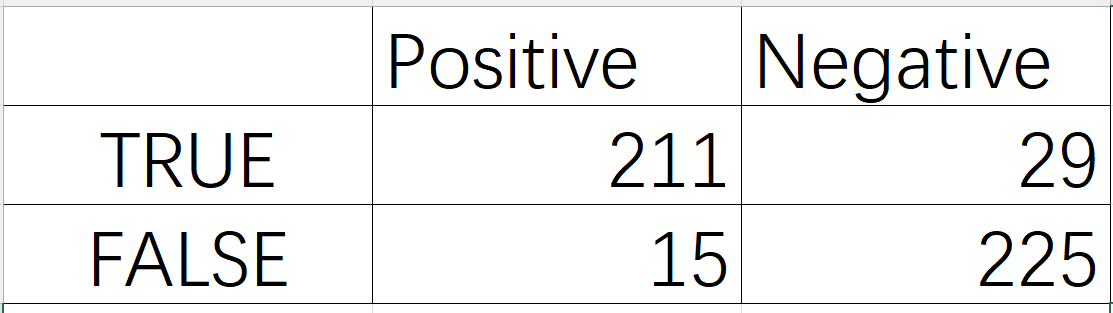 Positive Negative
TRUE 211 29
FALSE 15 225